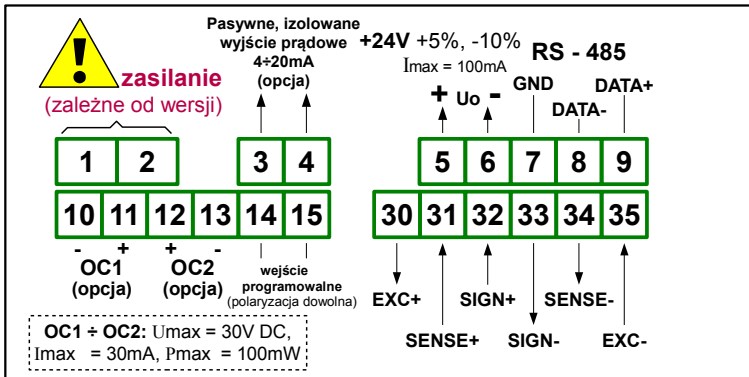 Pasywne, izolowane
wyjście prądowe
4÷20mA
(opcja)
+24V +5%, -10%
Imax = 100mA
RS - 485
zasilanie
(zależne od wersji)
+ Uo -
GND
DATA-
DATA+
1 2 3 4 5 6 7 8 9
10 11 12 13 14 15 30 31 32 33 34 35
- + + -
OC1
(opcja)
OC2
(opcja)
wejście
programowalne
(polaryzacja dowolna)
EXC+
SENSE+
SIGN+
SIGN-
SENSE-
EXC-
OC1 ÷ OC2: Umax = 30V DC,
Imax = 30mA, Pmax = 100mW